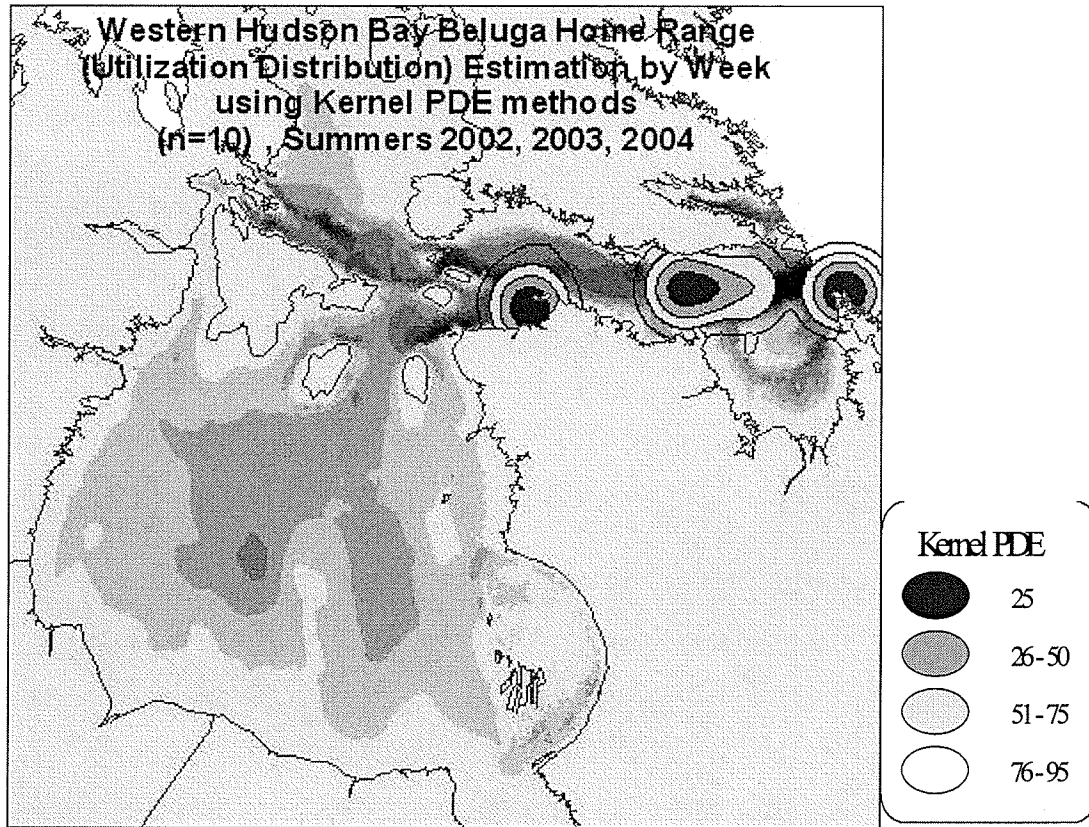 Western Hudson Bay Beluga Home Range
(Utilization Distribution) Estimation by Week
using Kernel PDE methods
(n=10) , Summers 2002, 2003, 2004
Kernel PDE
25
26-50
51-75
76-95